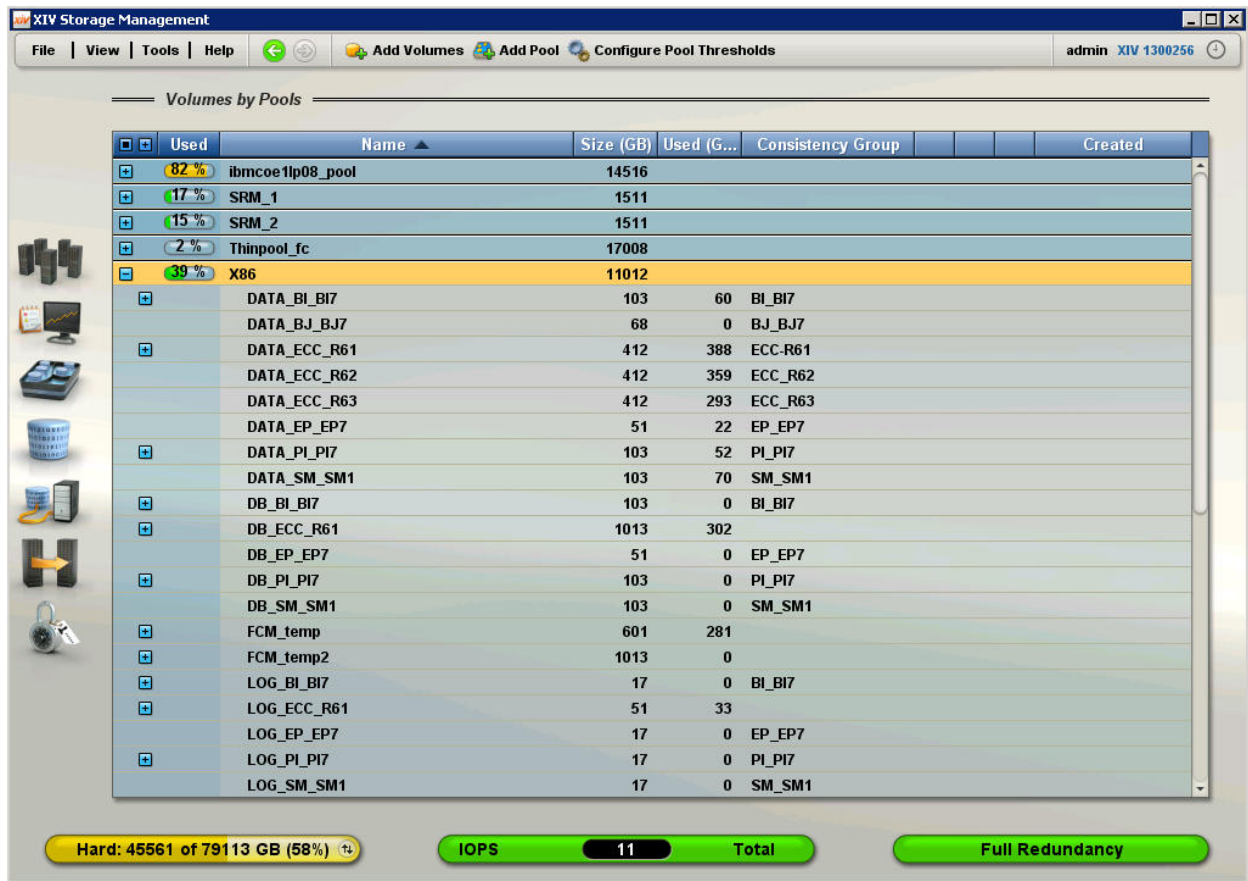 XIV XIV Storage Management
File | View | Tools | Help Add Volumes Add Pool Configure Pool Thresholds admin XIV 1300256
Volumes by Pools
Used Name Size (GB) Used (G... Consistency Group Created
82 % ibmcoe1lp08_pool 14516
17 % SRM_1 1511
15 % SRM_2 1511
2 % Thinpool_fc 17008
39 % X86 11012
DATA_BI_BI7 103 60 BI_BI7
DATA_BJ_BJ7 68 0 BJ_BJ7
DATA_ECC_R61 412 388 ECC-R61
DATA_ECC_R62 412 359 ECC_R62
DATA_ECC_R63 412 293 ECC_R63
DATA_EP_EP7 51 22 EP_EP7
DATA_PI_PI7 103 52 PI_PI7
DATA_SM_SM1 103 70 SM_SM1
DB_BI_BI7 103 0 BI_BI7
DB_ECC_R61 1013 302
DB_EP_EP7 51 0 EP_EP7
DB_PI_PI7 103 0 PI_PI7
DB_SM_SM1 103 0 SM_SM1
FCM_temp 601 281
FCM_temp2 1013 0
LOG_BI_BI7 17 0 BI_BI7
LOG_ECC_R61 51 33
LOG_EP_EP7 17 0 EP_EP7
LOG_PI_PI7 17 0 PI_PI7
LOG_SM_SM1 17 0 SM_SM1
Hard: 45561 of 79113 GB (58%) IOPS 11 Total Full Redundancy